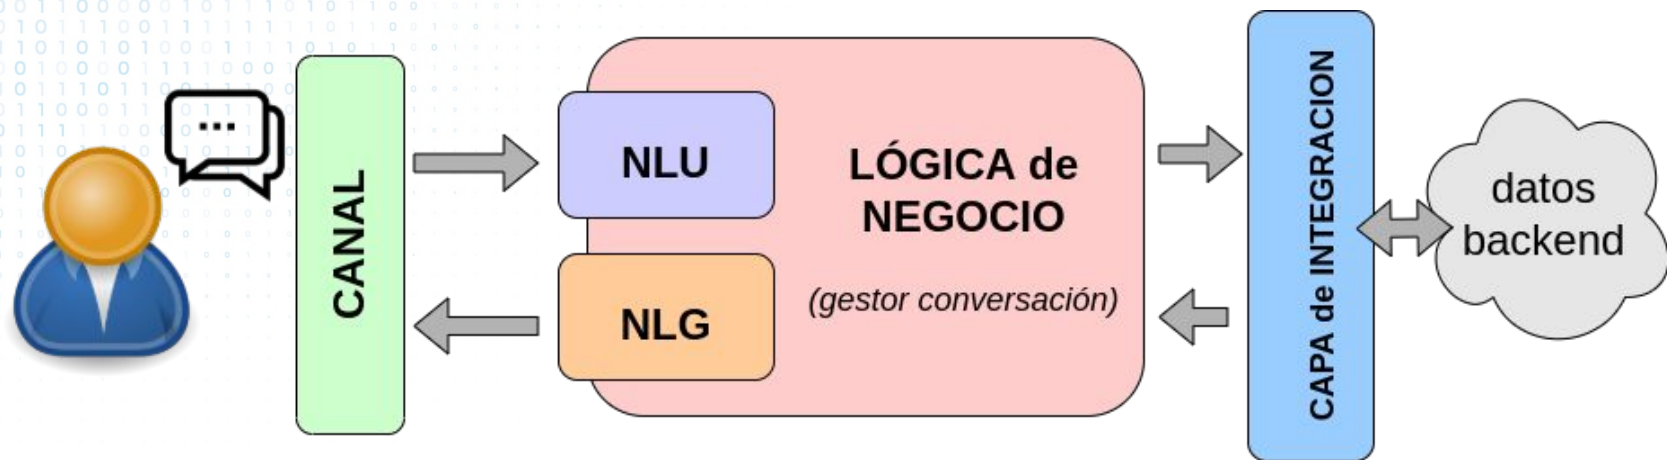 ...
CANAL
NLU
NLG
LÓGICA de
NEGOCIO
(gestor conversación)
CAPA de INTEGRACION
datos
backend